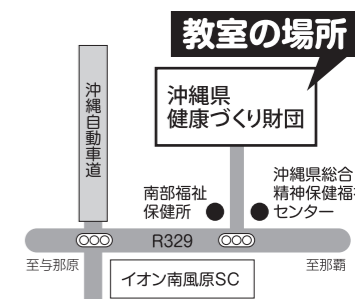 教室の場所
沖縄自動車道
沖縄県
健康づくり財団
南部福祉
保健所
沖縄県総合
精神保健福祉
センター
R329
至与那原
至那覇
イオン南風原SC